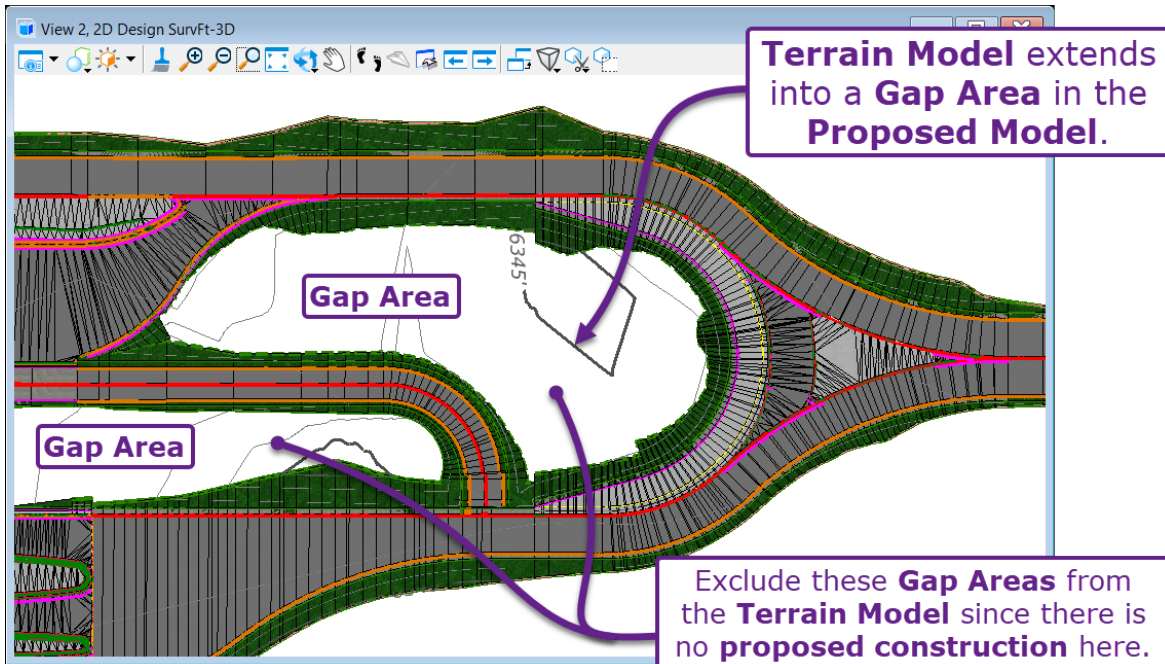 View 2, 2D Design SurvFt-3D
Terrain Model extends
into a Gap Area in the
Proposed Model.
6345'
Gap Area
Gap Area
Exclude these Gap Areas from
the Terrain Model since there is
no proposed construction here.